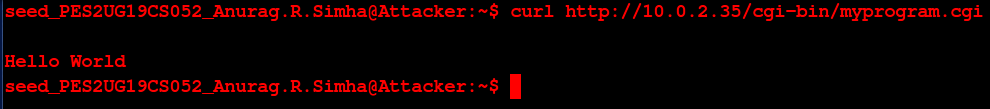 seed_PES2UG19CS052_Anurag.R.Simha@Attacker:~$ curl http://10.0.2.35/cgi-bin/myprogram.cgi
Hello World
seed_PES2UG19CS052_Anurag.R.Simha@Attacker:~$